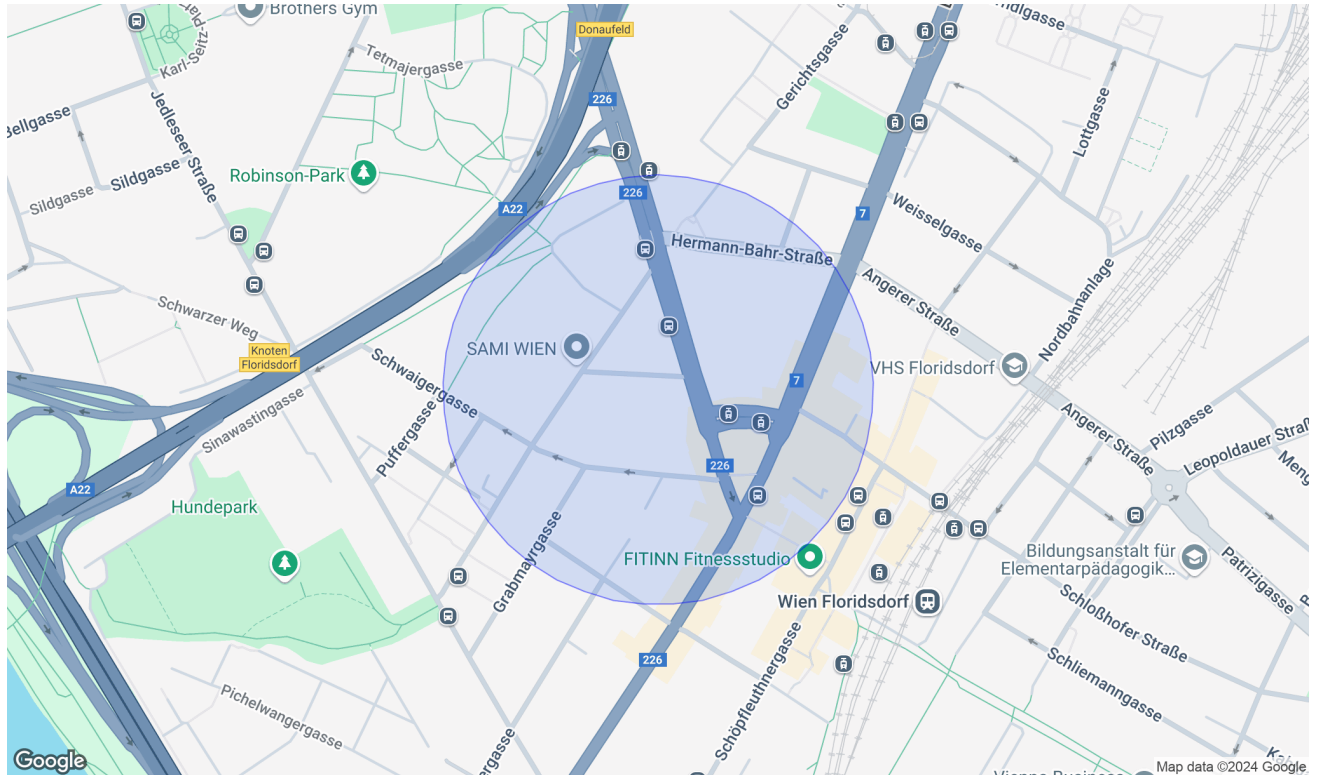 Brothers Gym
Donaufeld
Karl-Seitz-Pla
Tetmajergasse
Gerichtsgasse
226
Bellgasse
Jedleseer Straße
Lottgasse
Robinson-Park
Sildgasse
Sildgasse
226
A22
7
Weisselgasse
Hermann-Bahr-Straße
Angerer Straße
Nordbahnanlage
Schwarzer Weg
Knoten
Floridsdorf
SAMI WIEN
Schwaigergasse
7
VHS Floridsdorf
Sinawastingasse
Puffergasse
Angerer Straße
Pilzgasse
Leopoldauer Straß
Meng
226
A22
Hundepark
Grabmayrgasse
FITINN Fitnessstudio
Bildungsanstalt für
Elementarpädagogik...
Patrizigasse
Wien Floridsdorf
Schloßhofer Straße
226
Schöpfleuthnergasse
Schliemanngasse
Pichelwangergasse
Google
Map data ©2024 Google